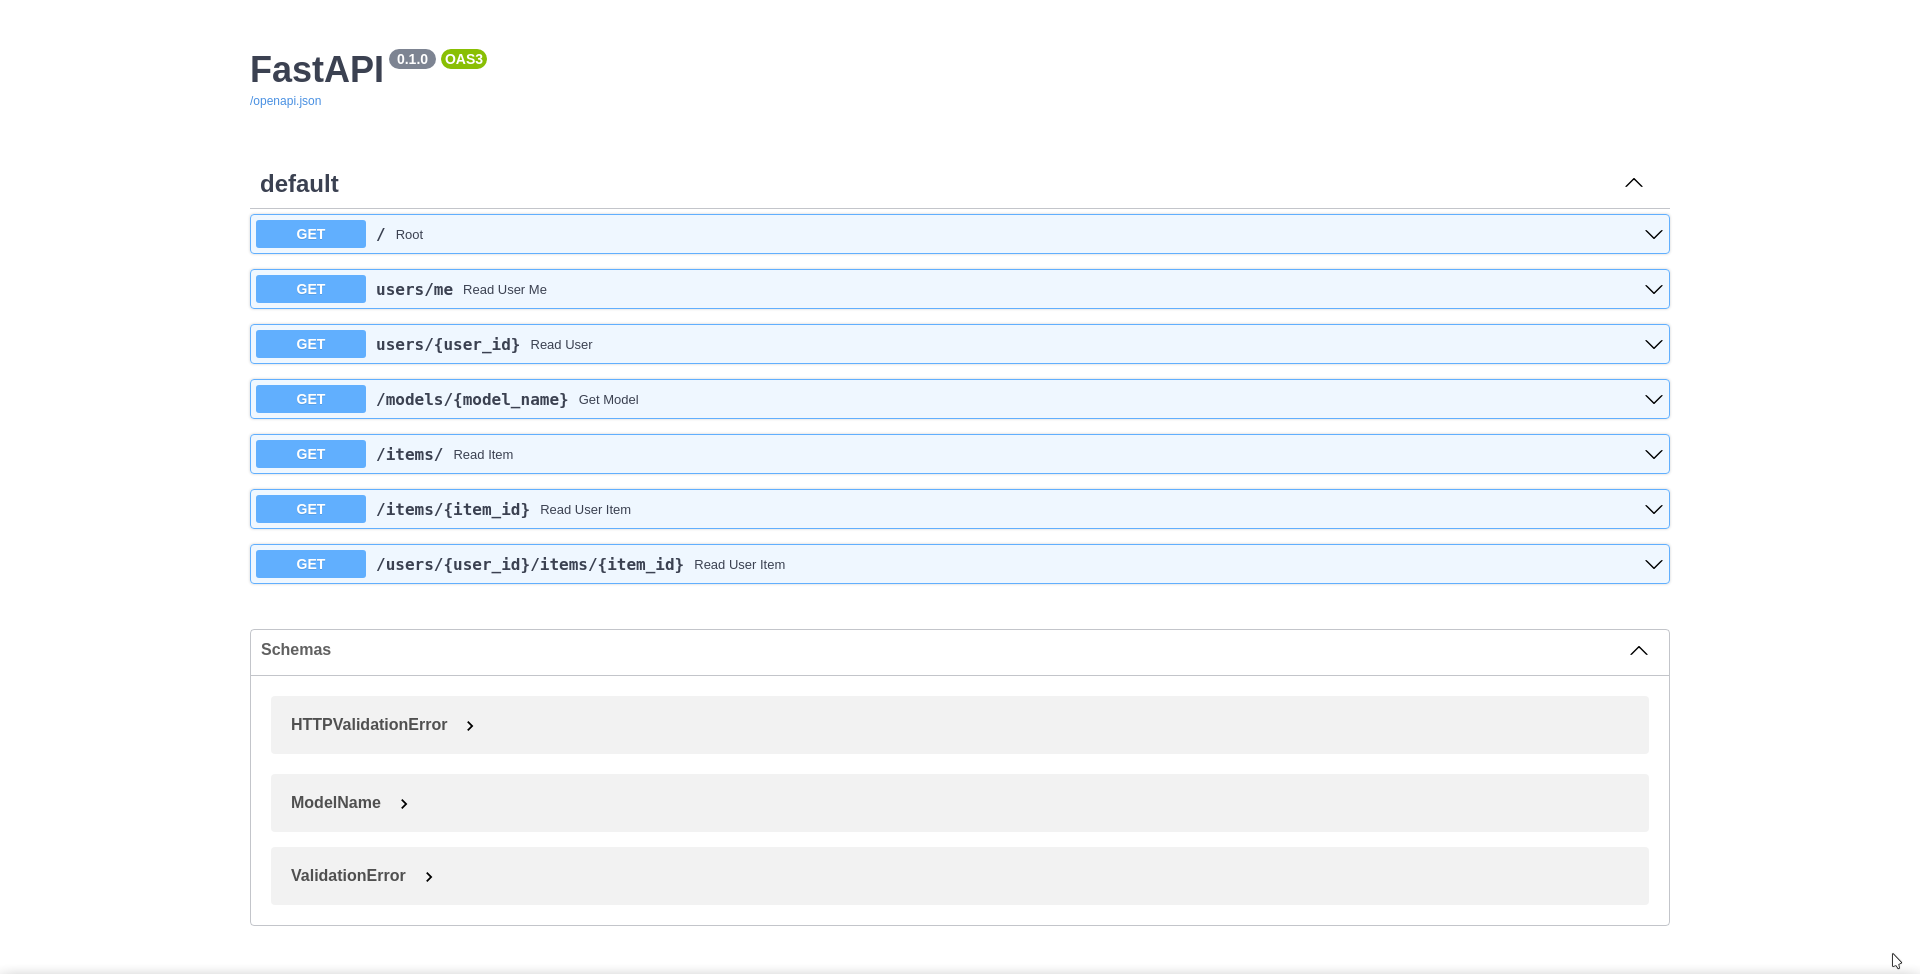 FastAPI 0.1.0 OAS3
/openapi.json
default
GET / Root
GET users/me Read User Me
GET users/{user_id} Read User
GET /models/{model_name} Get Model
GET /items/ Read Item
GET /items/{item_id} Read User Item
GET /users/{user_id}/items/{item_id} Read User Item
Schemas
HTTPValidationError
ModelName
ValidationError